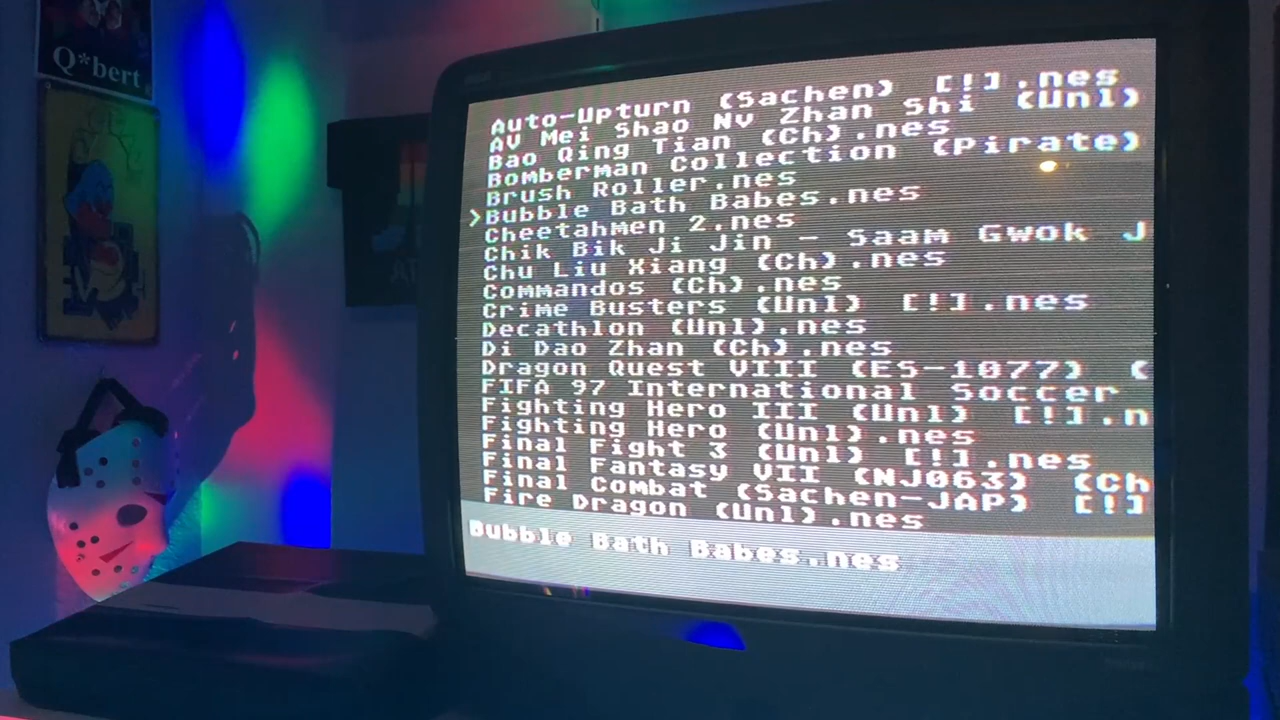 Q*bert
Auto-Upturn (Sachen) [!].nes
AV Mei Shao Nv Zhan Shi (Unl)
Bao Qing Tian (Ch).nes
Bomberman Collection (Pirate)
Brush Roller.nes
>Bubble Bath Babes.nes
Cheetahmen 2.nes
Chik Bik Ji Jin - Saam Gwok J
Chu Liu Xiang (Ch).nes
Commandos (Ch).nes
Crime Busters (Unl) [!].nes
Decathlon (Unl).nes
Di Dao Zhan (Ch).nes
Dragon Quest VIII (ES-1077) (
FIFA 97 International Soccer
Fighting Hero III (Unl) [!].n
Fighting Hero (Unl).nes
Final Fight 3 (Unl) [!].nes
Final Fantasy VII (NJ063) (Ch
Final Combat (Sachen-JAP) [!]
Fire Dragon (Unl).nes
Bubble Bath Babes.nes